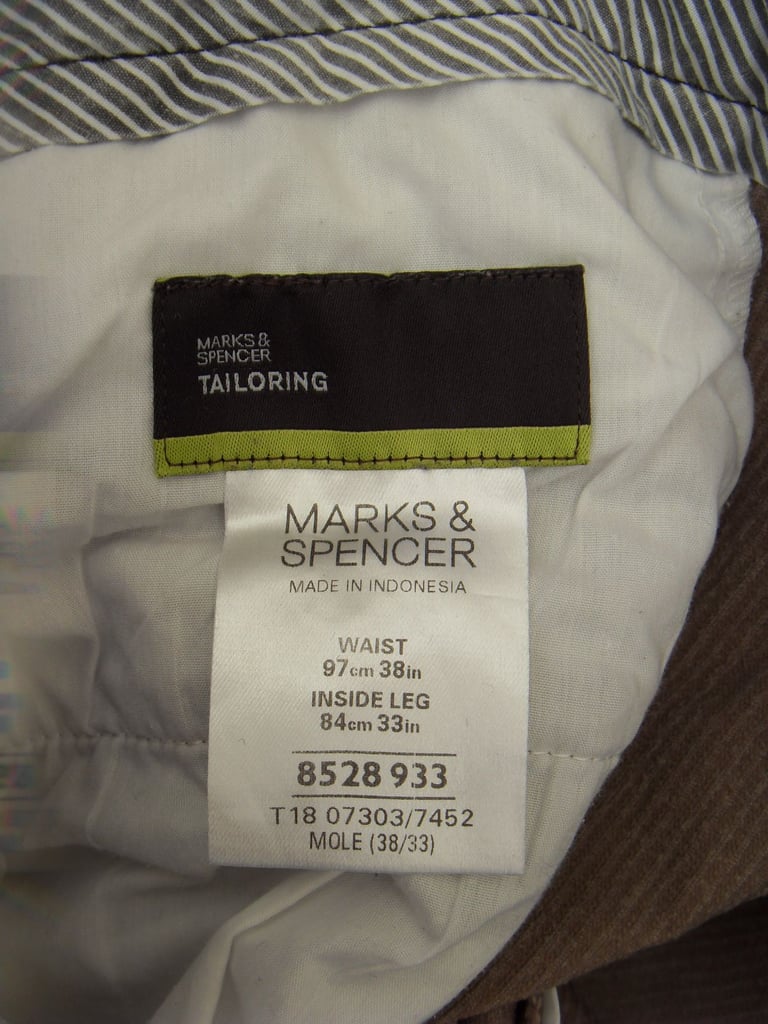 MARKS &
SPENCER
TAILORING
MARKS &
SPENCER
MADE IN INDONESIA
WAIST
97cm 38in
INSIDE LEG
84cm 33in
8528 933
T18 07303/7452
MOLE (38/33)